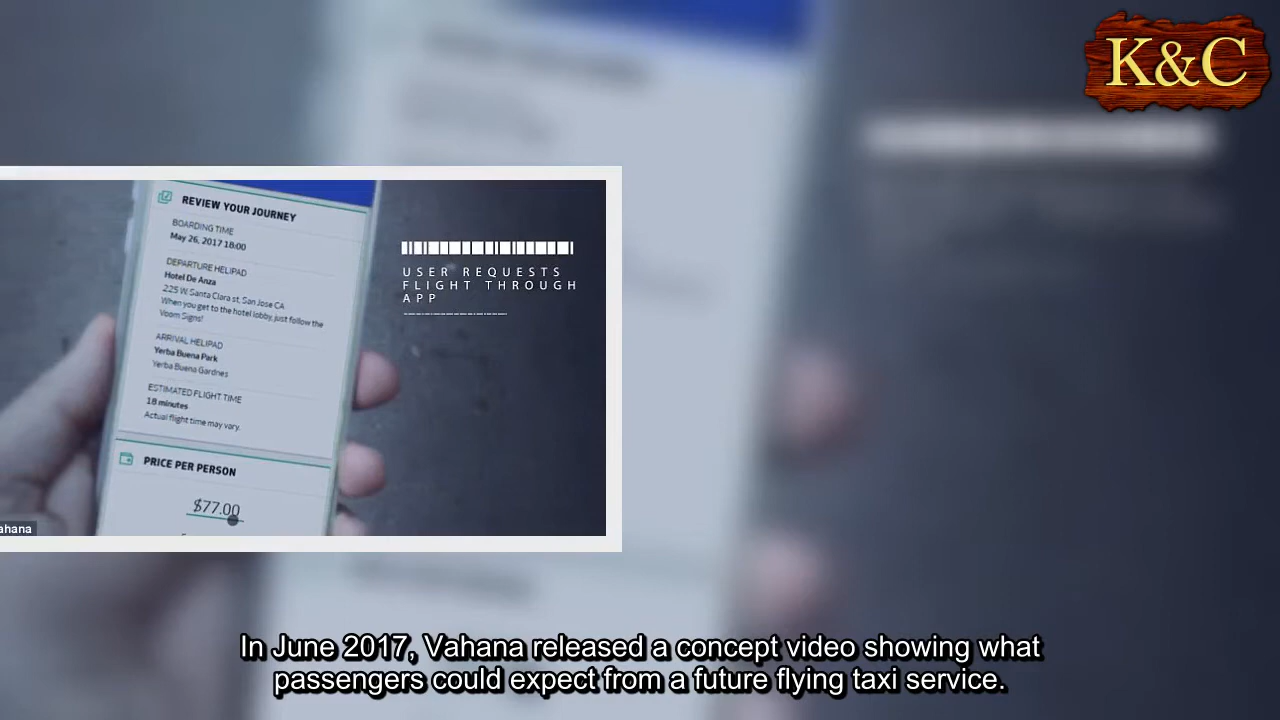 K&C
REVIEW YOUR JOURNEY
BOARDING TIME
May 26, 2017 18:00
DEPARTURE HELIPAD
Hotel De Anza
225 W. Santa Clara st, San Jose CA
When you get to the hotel lobby, just follow the
Voom Signs!
ARRIVAL HELIPAD
Yerba Buena Park
Yerba Buena Gardnes
ESTIMATED FLIGHT TIME
18 minutes
Actual flight time may vary.
PRICE PER PERSON
$77.00
USER REQUESTS
FLIGHT THROUGH
APP
ahana
In June 2017, Vahana released a concept video showing what
passengers could expect from a future flying taxi service.